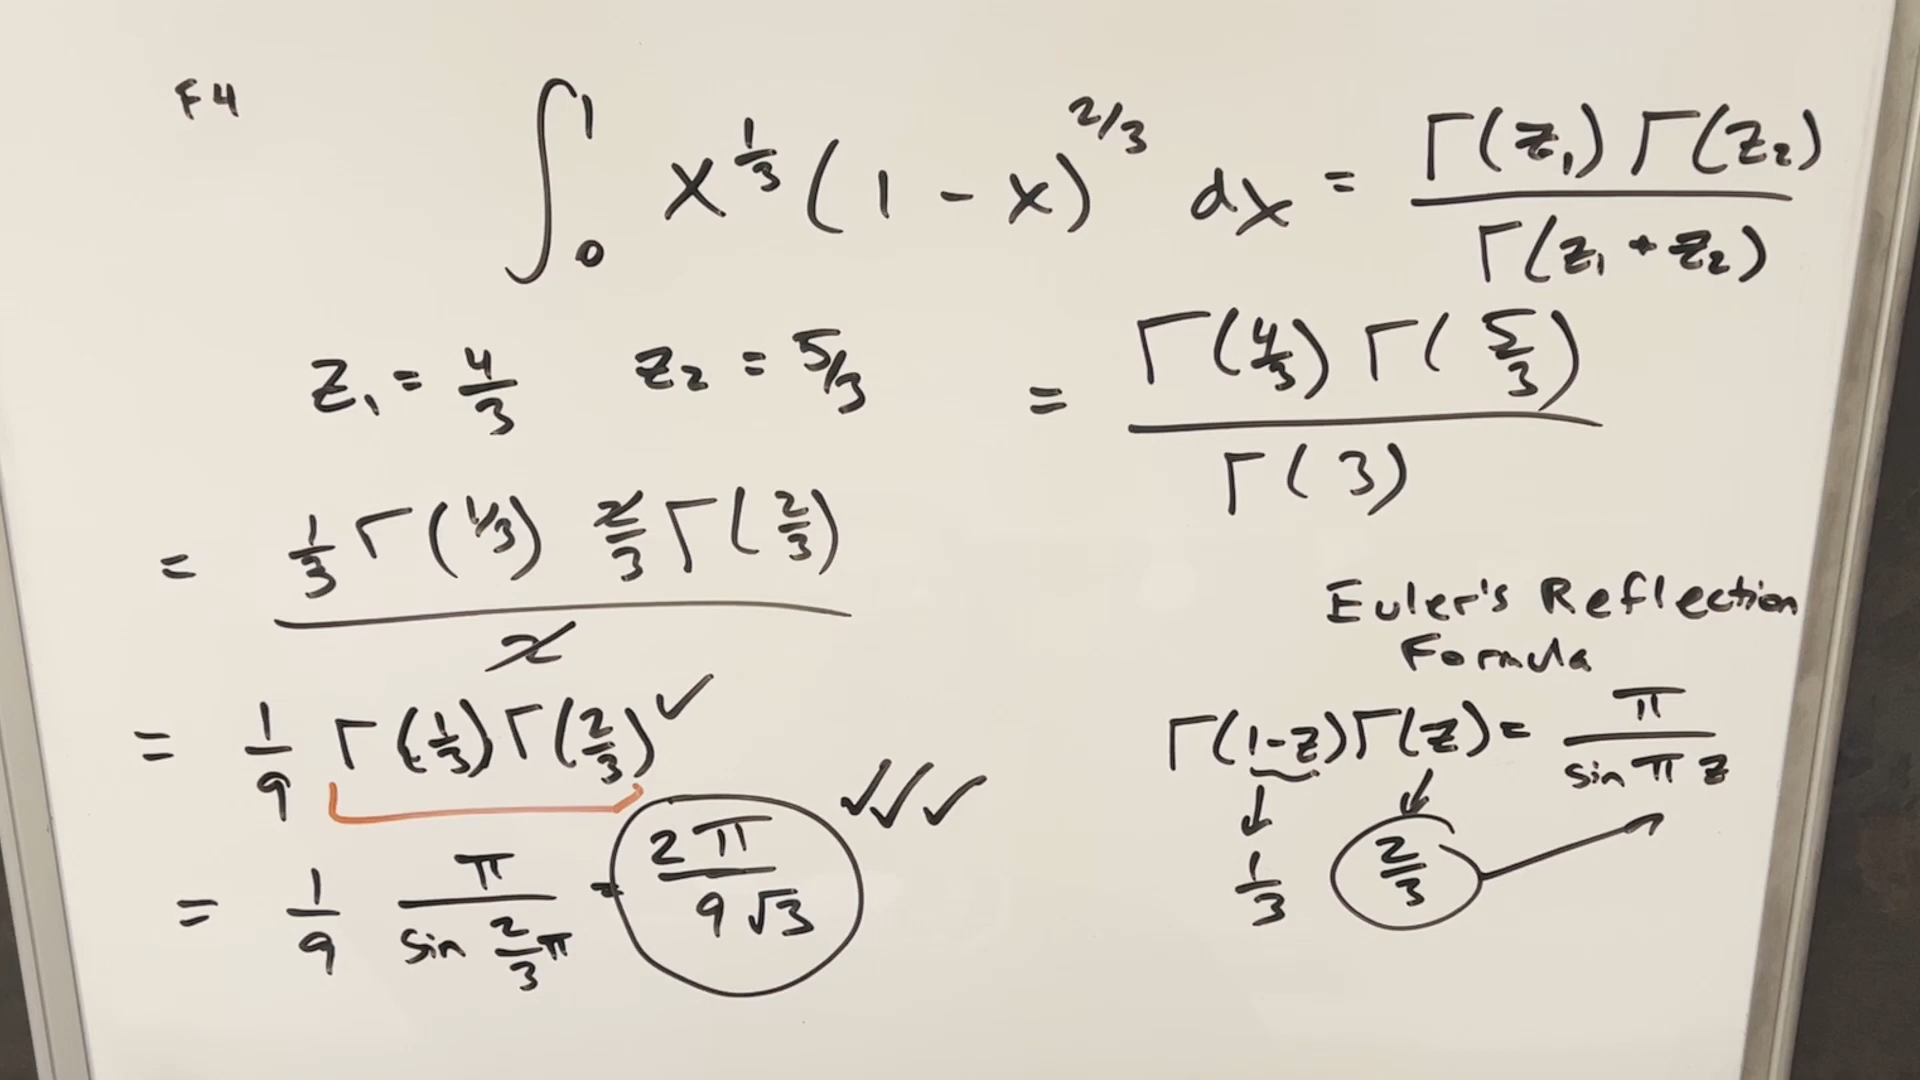 F4
∫₀¹ x^{1/3} (1 - x)^{2/3} dx = Γ(z₁) Γ(z₂) / Γ(z₁ + z₂)
z₁ = 4/3 z₂ = 5/3
= Γ(4/3) Γ(5/3) / Γ(3)
= 1/3 Γ(1/3) 2/3 Γ(2/3) / 2
= 1/9 Γ(1/3) Γ(2/3) ✓
= 1/9 π / sin 2/3 π = 2π / 9√3 ✓✓✓
Euler's Reflection
Formula
Γ(1-z) Γ(z) = π / sin π z
↓ ↓
1/3 2/3